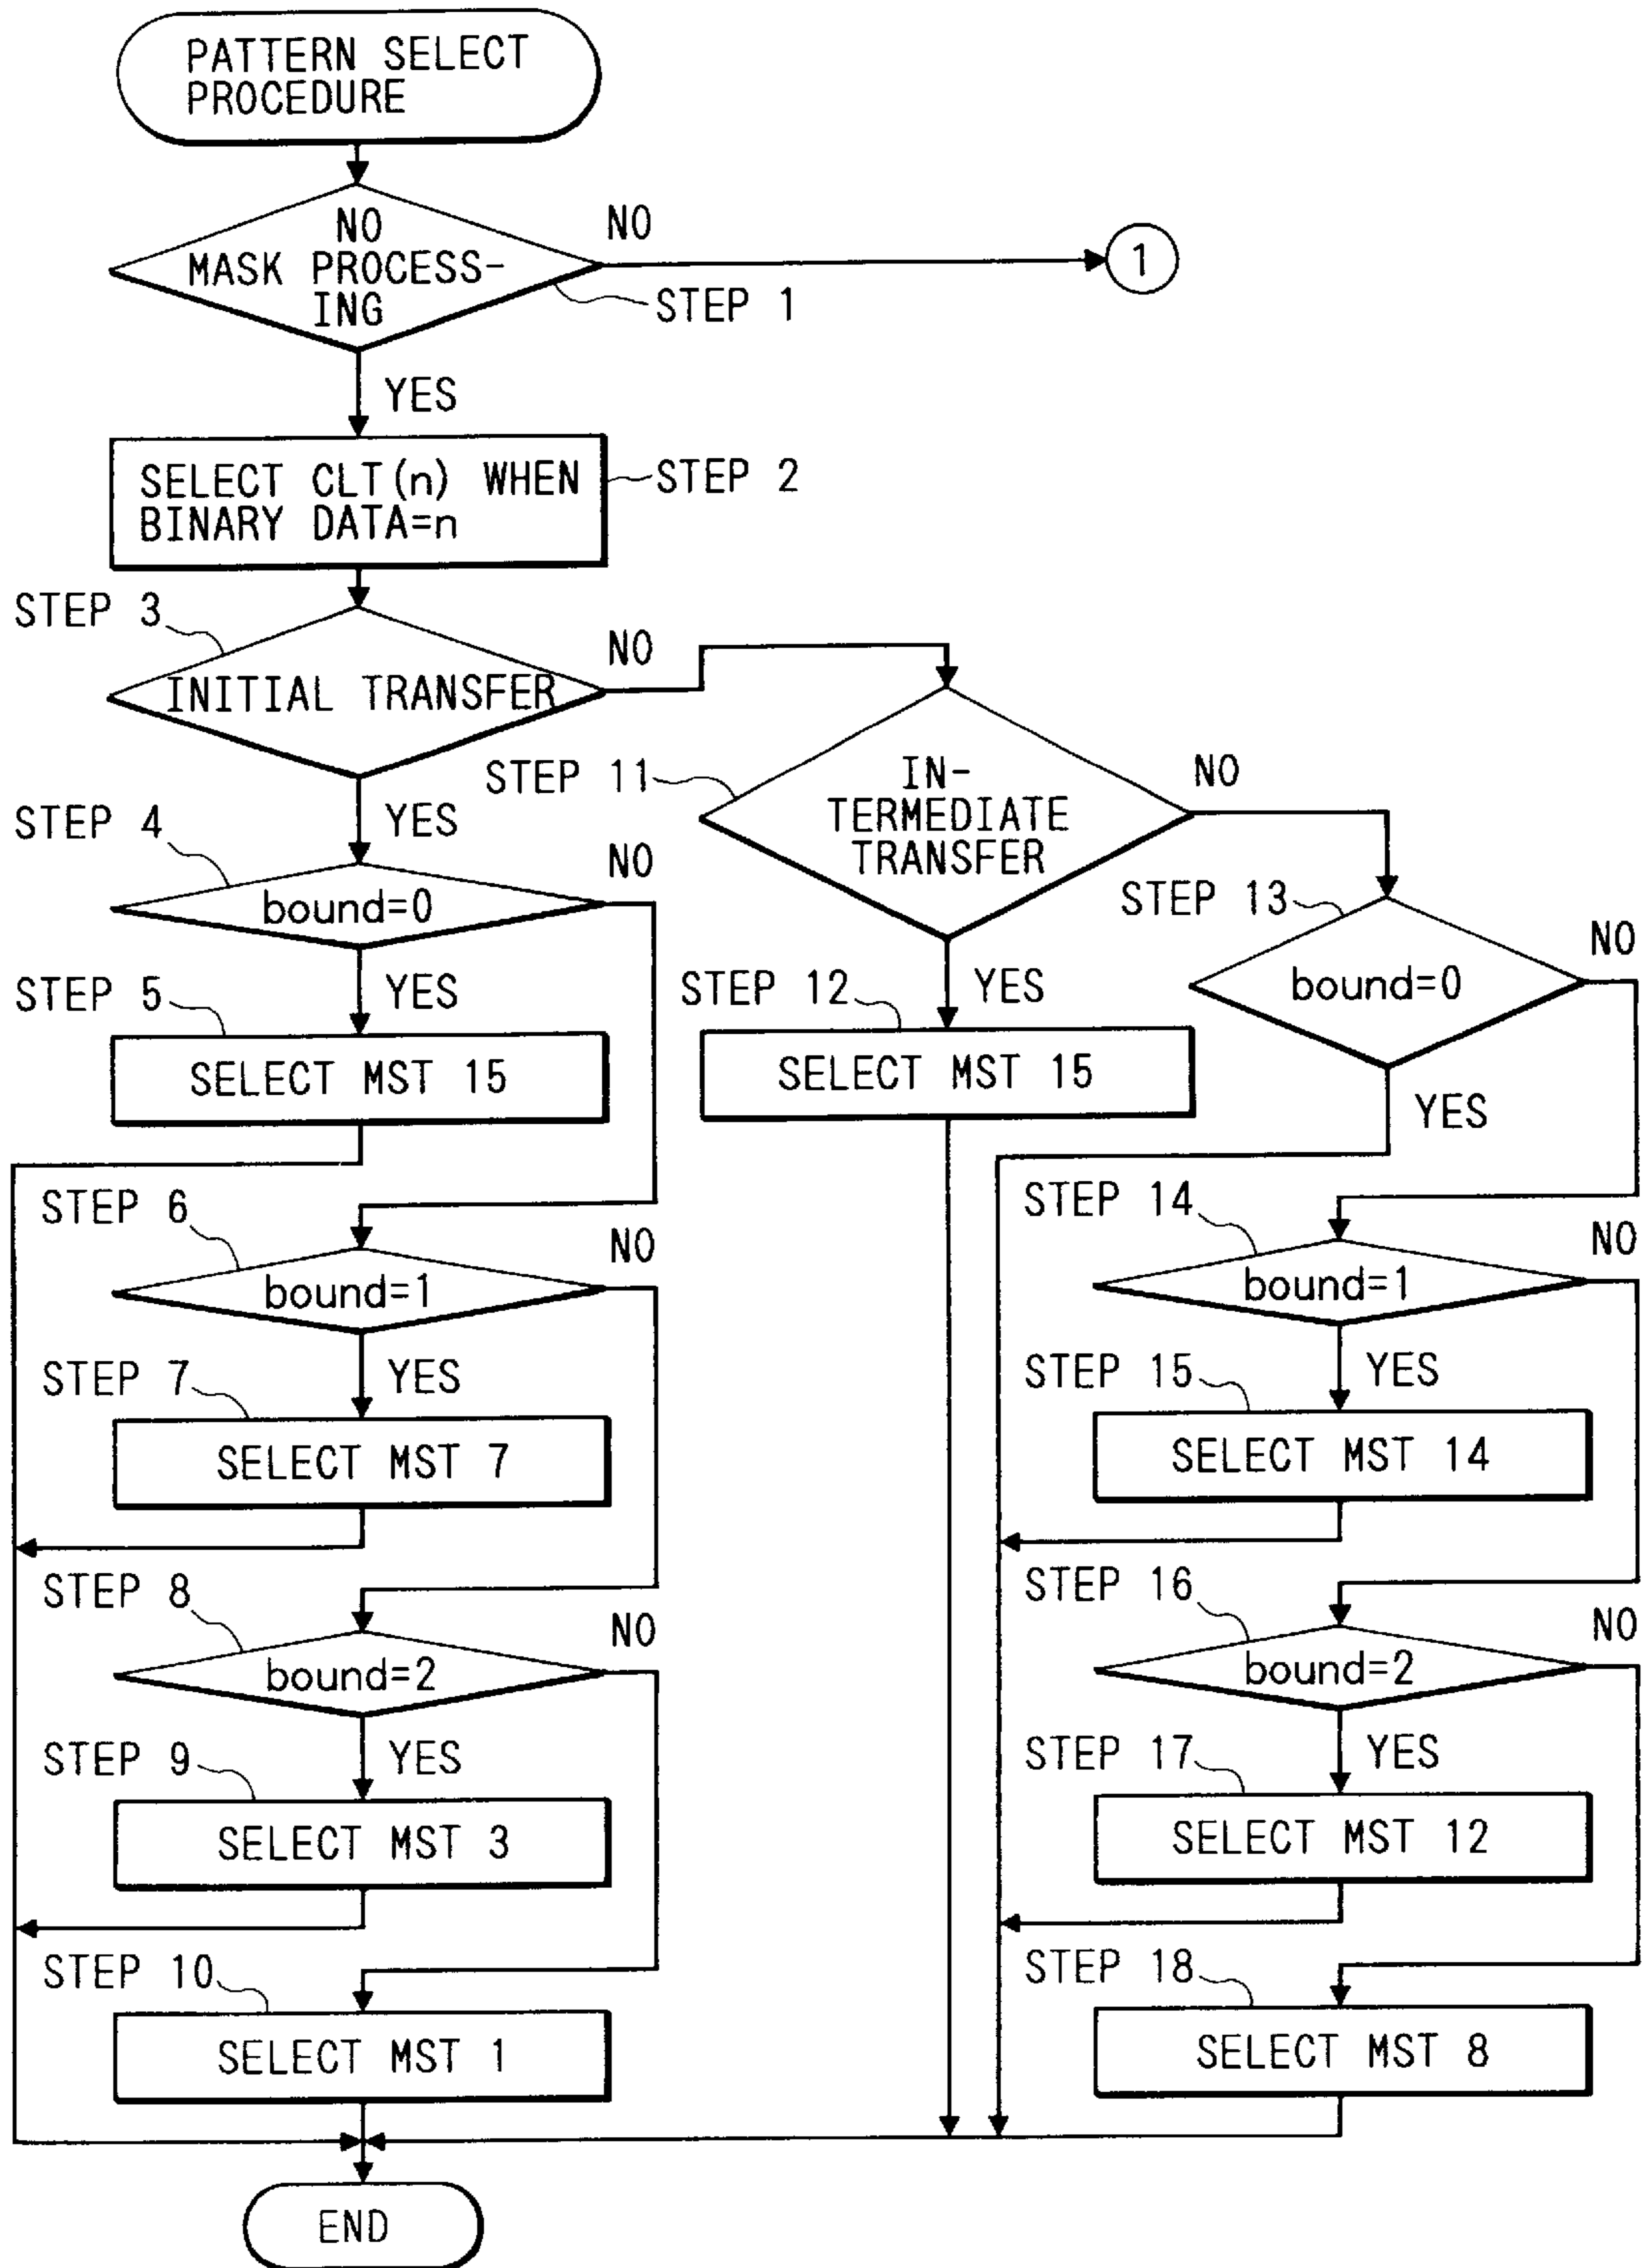 PATTERN SELECT
PROCEDURE
NO
MASK PROCESS-
ING
NO
1
STEP 1
YES
SELECT CLT(n) WHEN
BINARY DATA=n
STEP 2
STEP 3
INITIAL TRANSFER
NO
YES
STEP 4
bound=0
NO
YES
STEP 5
SELECT MST 15
STEP 6
bound=1
NO
YES
STEP 7
SELECT MST 7
STEP 8
bound=2
NO
YES
STEP 9
SELECT MST 3
STEP 10
SELECT MST 1
END
STEP 11
IN-
TERMEDIATE
TRANSFER
NO
YES
STEP 12
SELECT MST 15
STEP 13
bound=0
NO
YES
STEP 14
bound=1
NO
YES
STEP 15
SELECT MST 14
STEP 16
bound=2
NO
YES
STEP 17
SELECT MST 12
STEP 18
SELECT MST 8